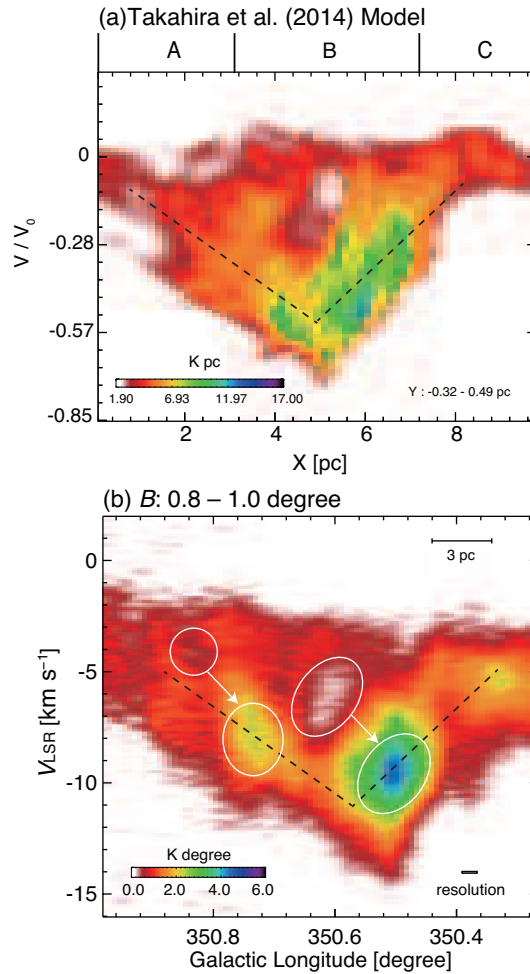 (a)Takahira et al. (2014) Model
A B C
0
-0.28
-0.57
-0.85
V / V0
K pc
1.90 6.93 11.97 17.00
Y : -0.32 - 0.49 pc
2 4 6 8
X [pc]
(b) B: 0.8 – 1.0 degree
3 pc
0
-5
-10
-15
VLSR [km s⁻¹]
K degree
0.0 2.0 4.0 6.0
resolution
350.8 350.6 350.4
Galactic Longitude [degree]